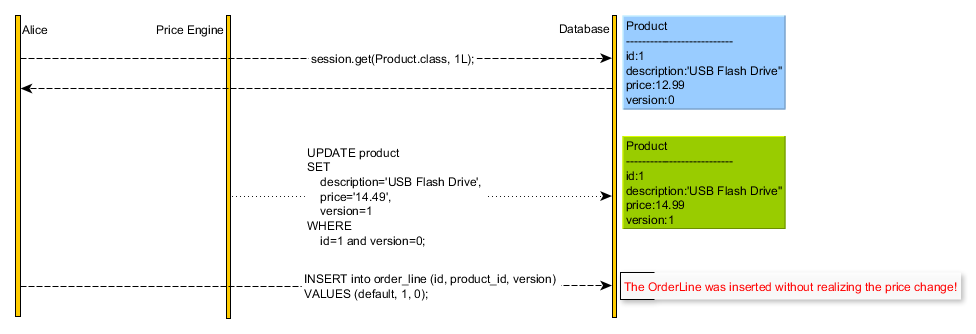 Alice
Price Engine
Database
Product
---------------------------
id:1
description:'USB Flash Drive"
price:12.99
version:0
session.get(Product.class, 1L);
Product
---------------------------
id:1
description:'USB Flash Drive"
price:14.99
version:1
UPDATE product
SET
description='USB Flash Drive',
price='14.49',
version=1
WHERE
id=1 and version=0;
INSERT into order_line (id, product_id, version)
VALUES (default, 1, 0);
The OrderLine was inserted without realizing the price change!